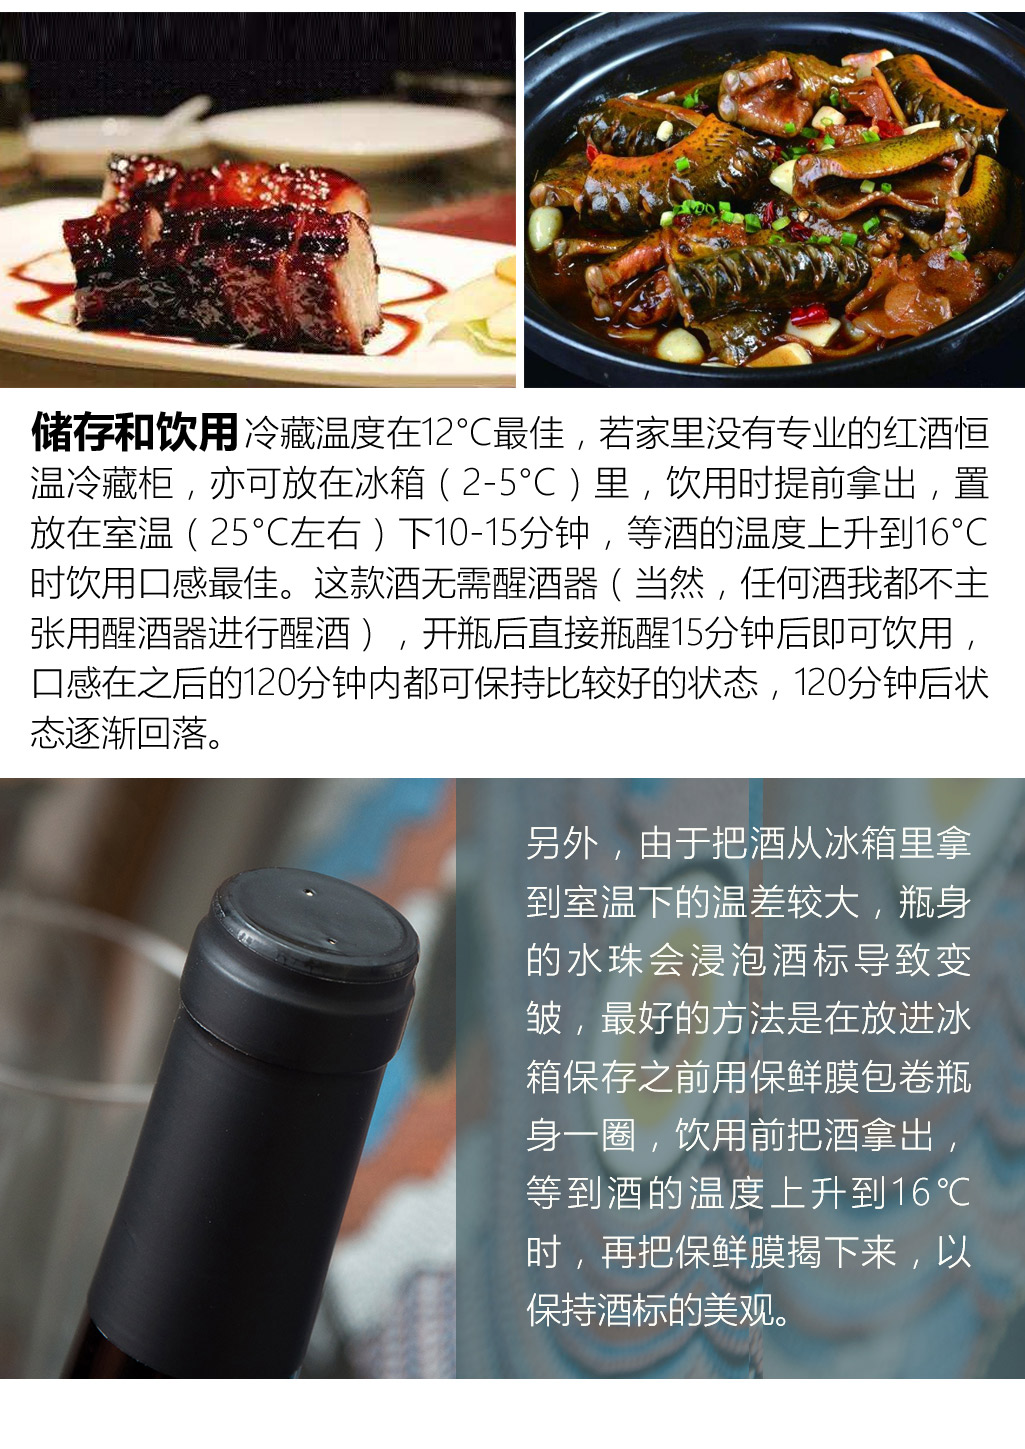 储存和饮用 冷藏温度在12°C最佀，若家里没有专业的红酒恒
温冷藏柜，亦可放在冰箱（2-5°C）里，饮用时提前拿出，置
放在室温（25°C左右）下10-15分钟，等酒的温度上升到16°C
时饮用口感最佳。这款酒无需醒酒器（当然，任何酒我都不主
张用醒酒器进行醒酒），开瓶后直接瓶醒15分钟后即可饮用，
口感在之后的120分钟内都可保持比较好的状态，120分钟后状
态逐渐回落。
另外，由于把酒从冰箱里拿
到室温下的温差较大，瓶身
的水珠会浸泡酒标导致变
皱，最好的方法是在放进冰
箱保存之前用保鲜膜包卷瓶
身一圈，饮用前把酒拿出，
等到酒的温度上升到16℃
时，再把保鲜膜揭下来，以
保持酒标的美观。